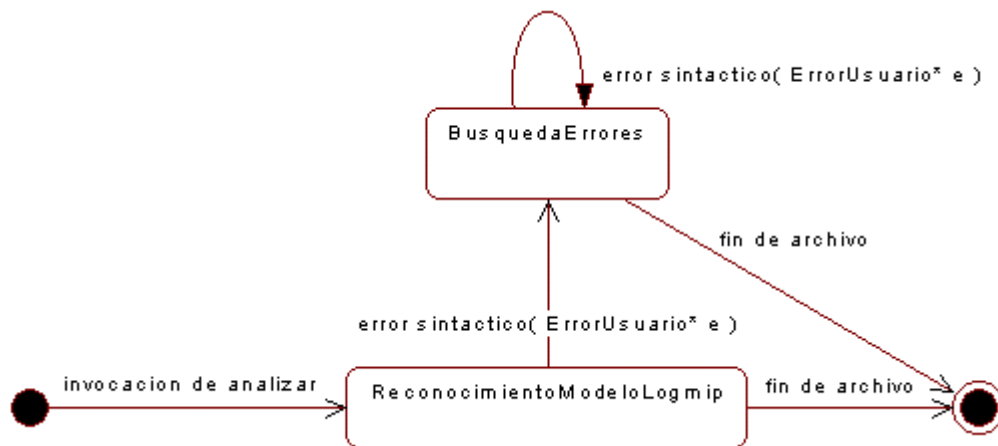 error sintactico( ErrorUsuario* e )
BusquedaErrores
fin de archivo
error sintactico( ErrorUsuario* e )
invocacion de analizar
ReconocimientoModeloLogmip
fin de archivo